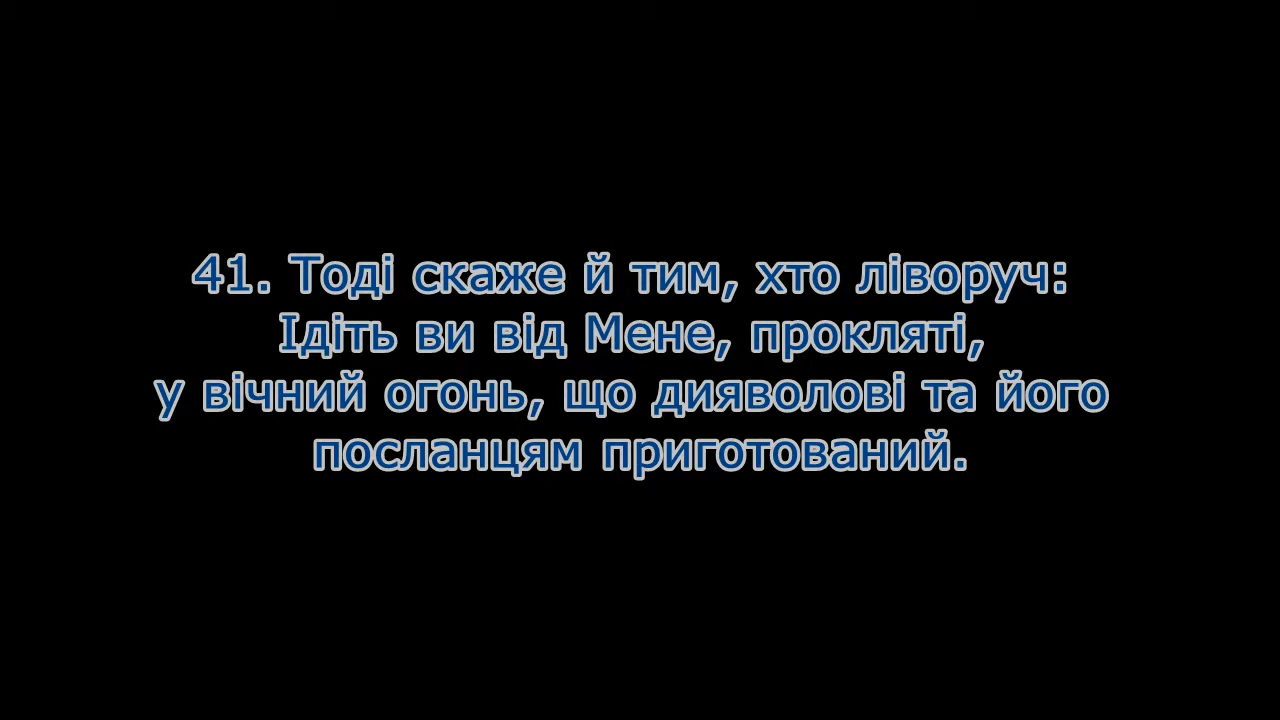 41. Тоді скаже й тим, хто ліворуч:
Ідіть ви від Мене, прокляті,
у вічний огонь, що дияволові та його
посланцям приготований.